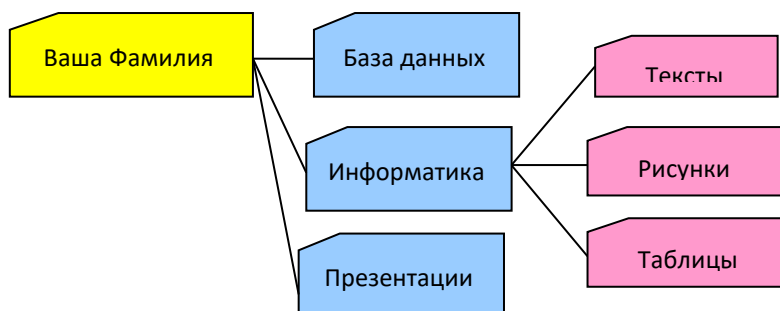 Ваша Фамилия
База данных
Тексты
Информатика
Рисунки
Презентации
Таблицы